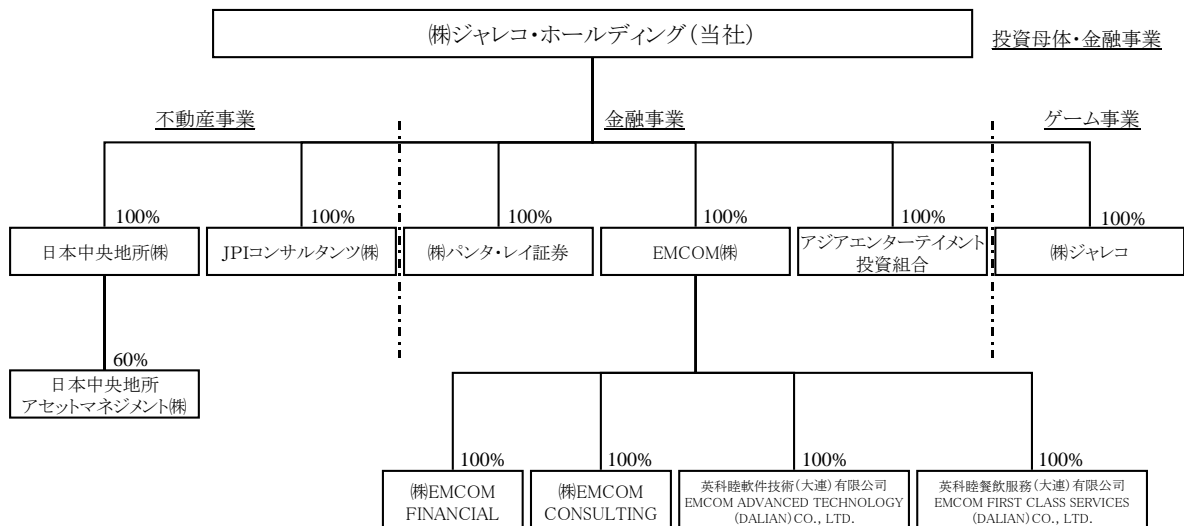 ㈱ジャレコ・ホールディング(当社)
投資母体・金融事業
不動産事業
金融事業
ゲーム事業
100%
100%
100%
100%
100%
100%
日本中央地所㈱
JPIコンサルタンツ㈱
㈱パンタ・レイ証券
EMCOM㈱
アジアエンターテイメント
投資組合
㈱ジャレコ
60%
日本中央地所
アセットマネジメント㈱
100%
100%
100%
100%
㈱EMCOM
FINANCIAL
㈱EMCOM
CONSULTING
英科睦軟件技術(大連)有限公司
EMCOM ADVANCED TECHNOLOGY
(DALIAN)CO., LTD.
英科睦餐飲服務(大連)有限公司
EMCOM FIRST CLASS SERVICES
(DALIAN)CO., LTD.